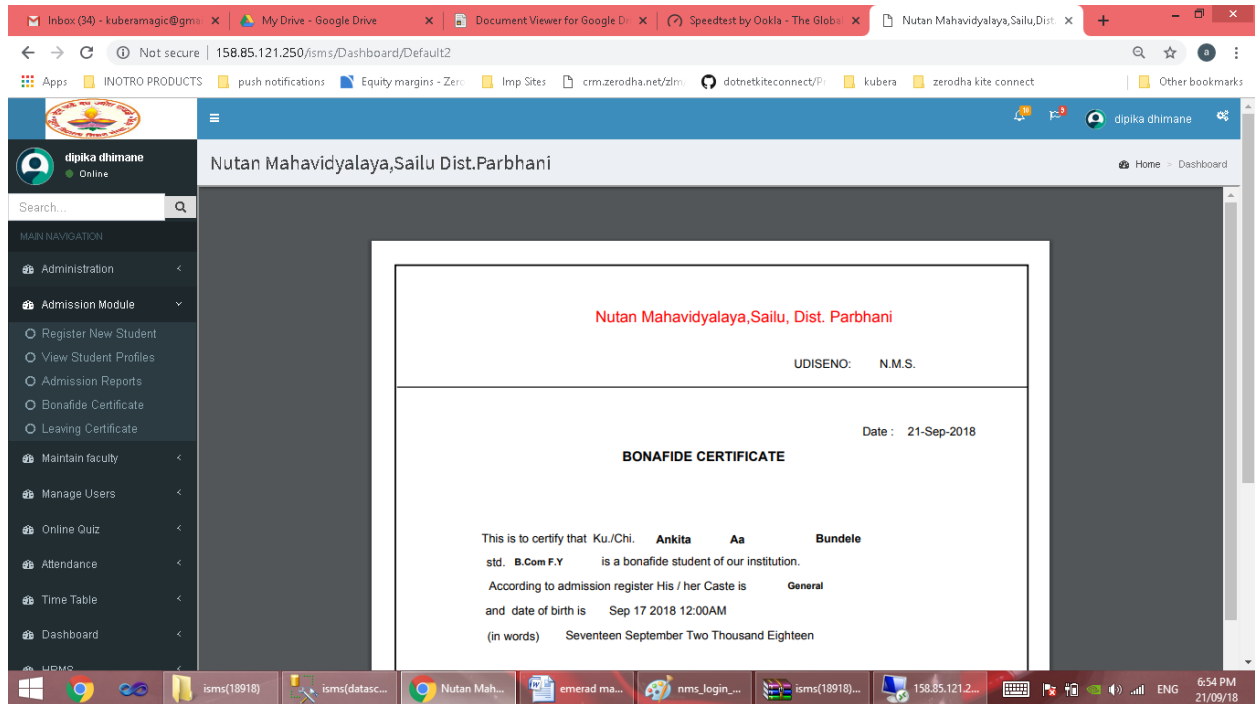 Inbox (34) - kuberamagic@gma
My Drive - Google Drive
Document Viewer for Google Dr
Speedtest by Ookla - The Global
Nutan Mahavidyalaya,Sailu,Dist.
Not secure | 158.85.121.250/isms/Dashboard/Default2
Apps INOTRO PRODUCTS push notifications Equity margins - Zero Imp Sites crm.zerodha.net/zlm dotnetkiteconnect/Pr kubera zerodha kite connect Other bookmarks
10 9 dipika dhimane
dipika dhimane
Online
Nutan Mahavidyalaya,Sailu Dist.Parbhani
Home Dashboard
Search...
MAIN NAVIGATION
Administration
Admission Module
Register New Student
View Student Profiles
Admission Reports
Bonafide Certificate
Leaving Certificate
Maintain faculty
Manage Users
Online Quiz
Attendance
Time Table
Dashboard
HRMS
Nutan Mahavidyalaya,Sailu, Dist. Parbhani
UDISENO: N.M.S.
Date : 21-Sep-2018
BONAFIDE CERTIFICATE
This is to certify that Ku./Chi. Ankita Aa Bundele
std. B.Com F.Y is a bonafide student of our institution.
According to admission register His / her Caste is General
and date of birth is Sep 17 2018 12:00AM
(in words) Seventeen September Two Thousand Eighteen
isms(18918) isms(datasc... Nutan Mah... emerad ma... nms_login_... isms(18918)... 158.85.121.2... ENG 6:54 PM
21/09/18